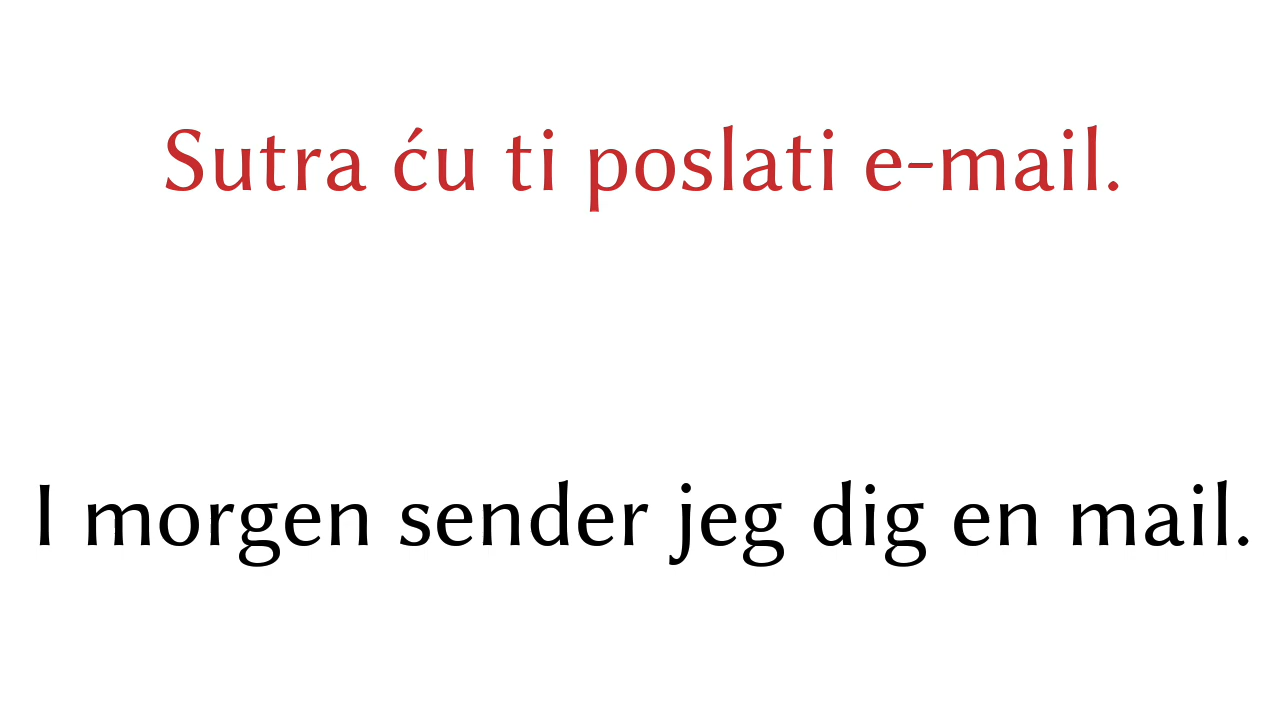 Sutra ću ti poslati e-mail.
I morgen sender jeg dig en mail.